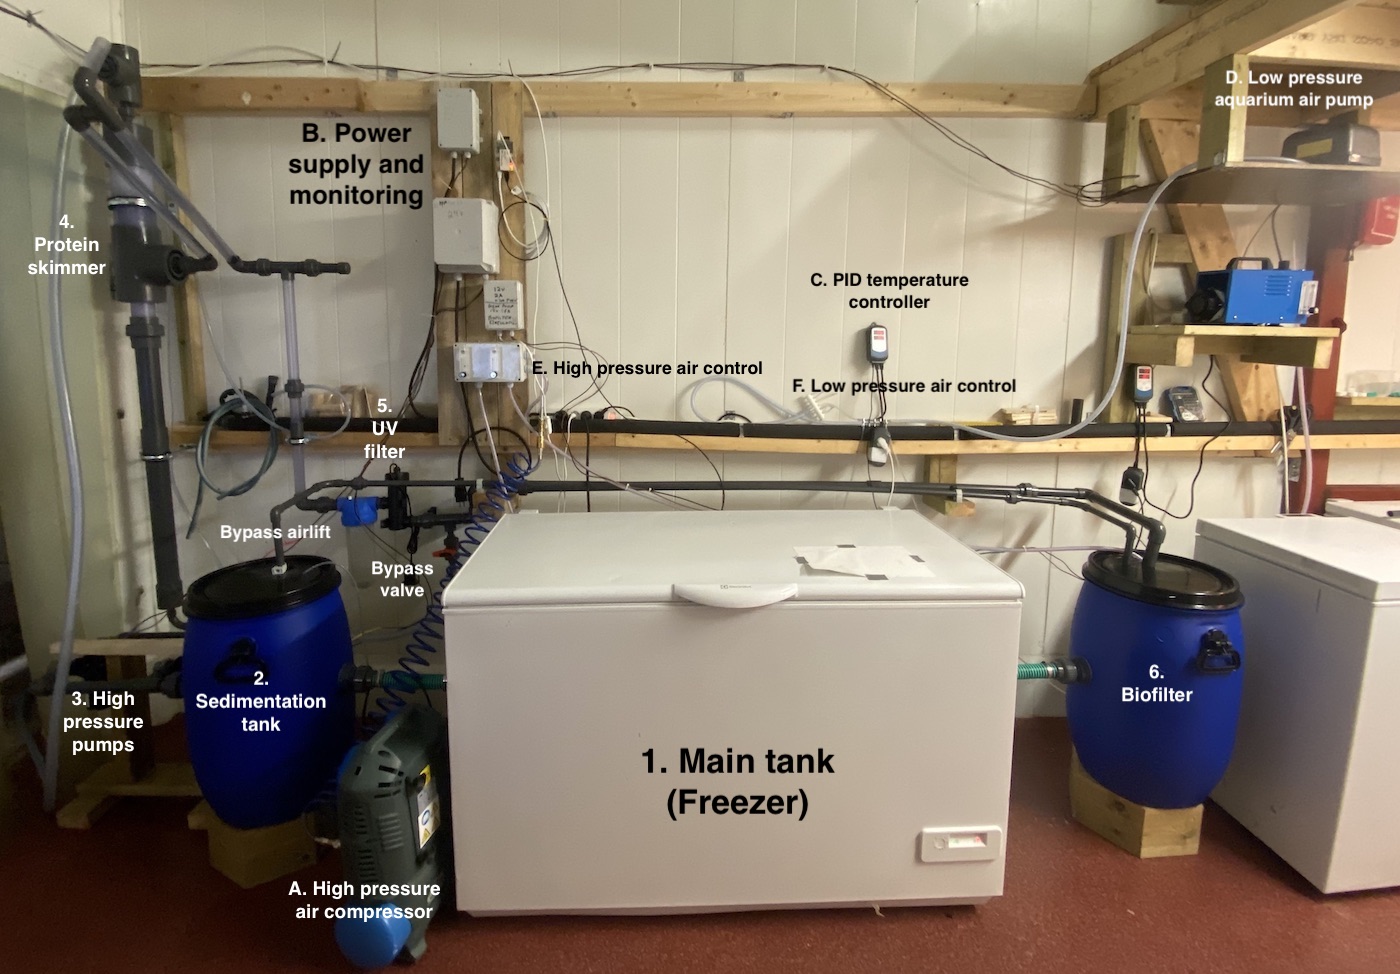 D. Low pressure
aquarium air pump
B. Power
supply and
monitoring
4.
Protein
skimmer
C. PID temperature
controller
E. High pressure air control
F. Low pressure air control
5.
UV
filter
Bypass airlift
Bypass
valve
2.
Sedimentation
tank
6.
Biofilter
3. High
pressure
pumps
1. Main tank
(Freezer)
A. High pressure
air compressor